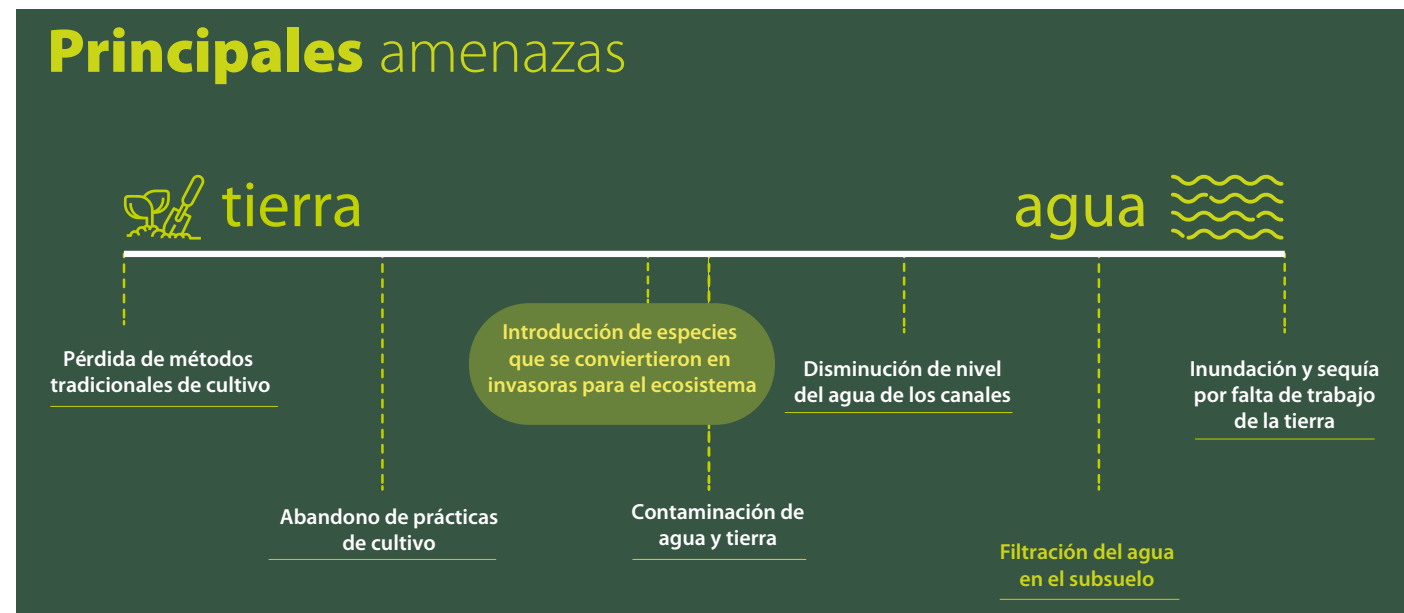 Principales amenazas
tierra
agua
Pérdida de métodos
tradicionales de cultivo
Abandono de prácticas
de cultivo
Introducción de especies
que se conviertieron en
invasoras para el ecosistema
Contaminación de
agua y tierra
Disminución de nivel
del agua de los canales
Filtración del agua
en el subsuelo
Inundación y sequía
por falta de trabajo
de la tierra